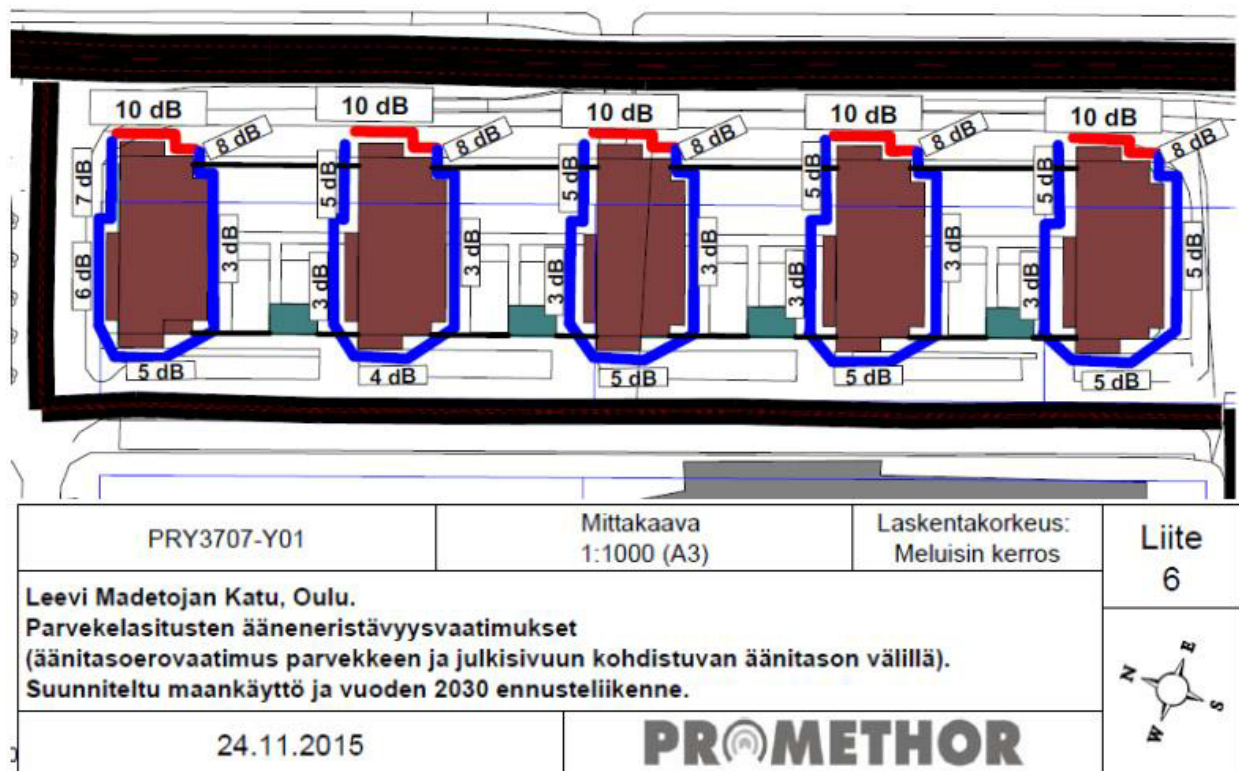 10 dB
10 dB
10 dB
10 dB
10 dB
8 dB
8 dB
8 dB
8 dB
8 dB
7 dB
5 dB
5 dB
5 dB
5 dB
6 dB
3 dB
3 dB
3 dB
3 dB
3 dB
3 dB
3 dB
3 dB
5 dB
5 dB
4 dB
5 dB
5 dB
5 dB
PRY3707-Y01
Mittakaava
1:1000 (A3)
Laskentakorkeus:
Meluisin kerros
Liite
6
Leevi Madetojan Katu, Oulu.
Parvekelasitusten ääneneristävyysvaatimukset
(äänitasoerovaatimus parvekkeen ja julkisivuun kohdistuvan äänitason välillä).
Suunniteltu maankäyttö ja vuoden 2030 ennusteliikenne.
N
E
S
W
24.11.2015
PROMETHOR